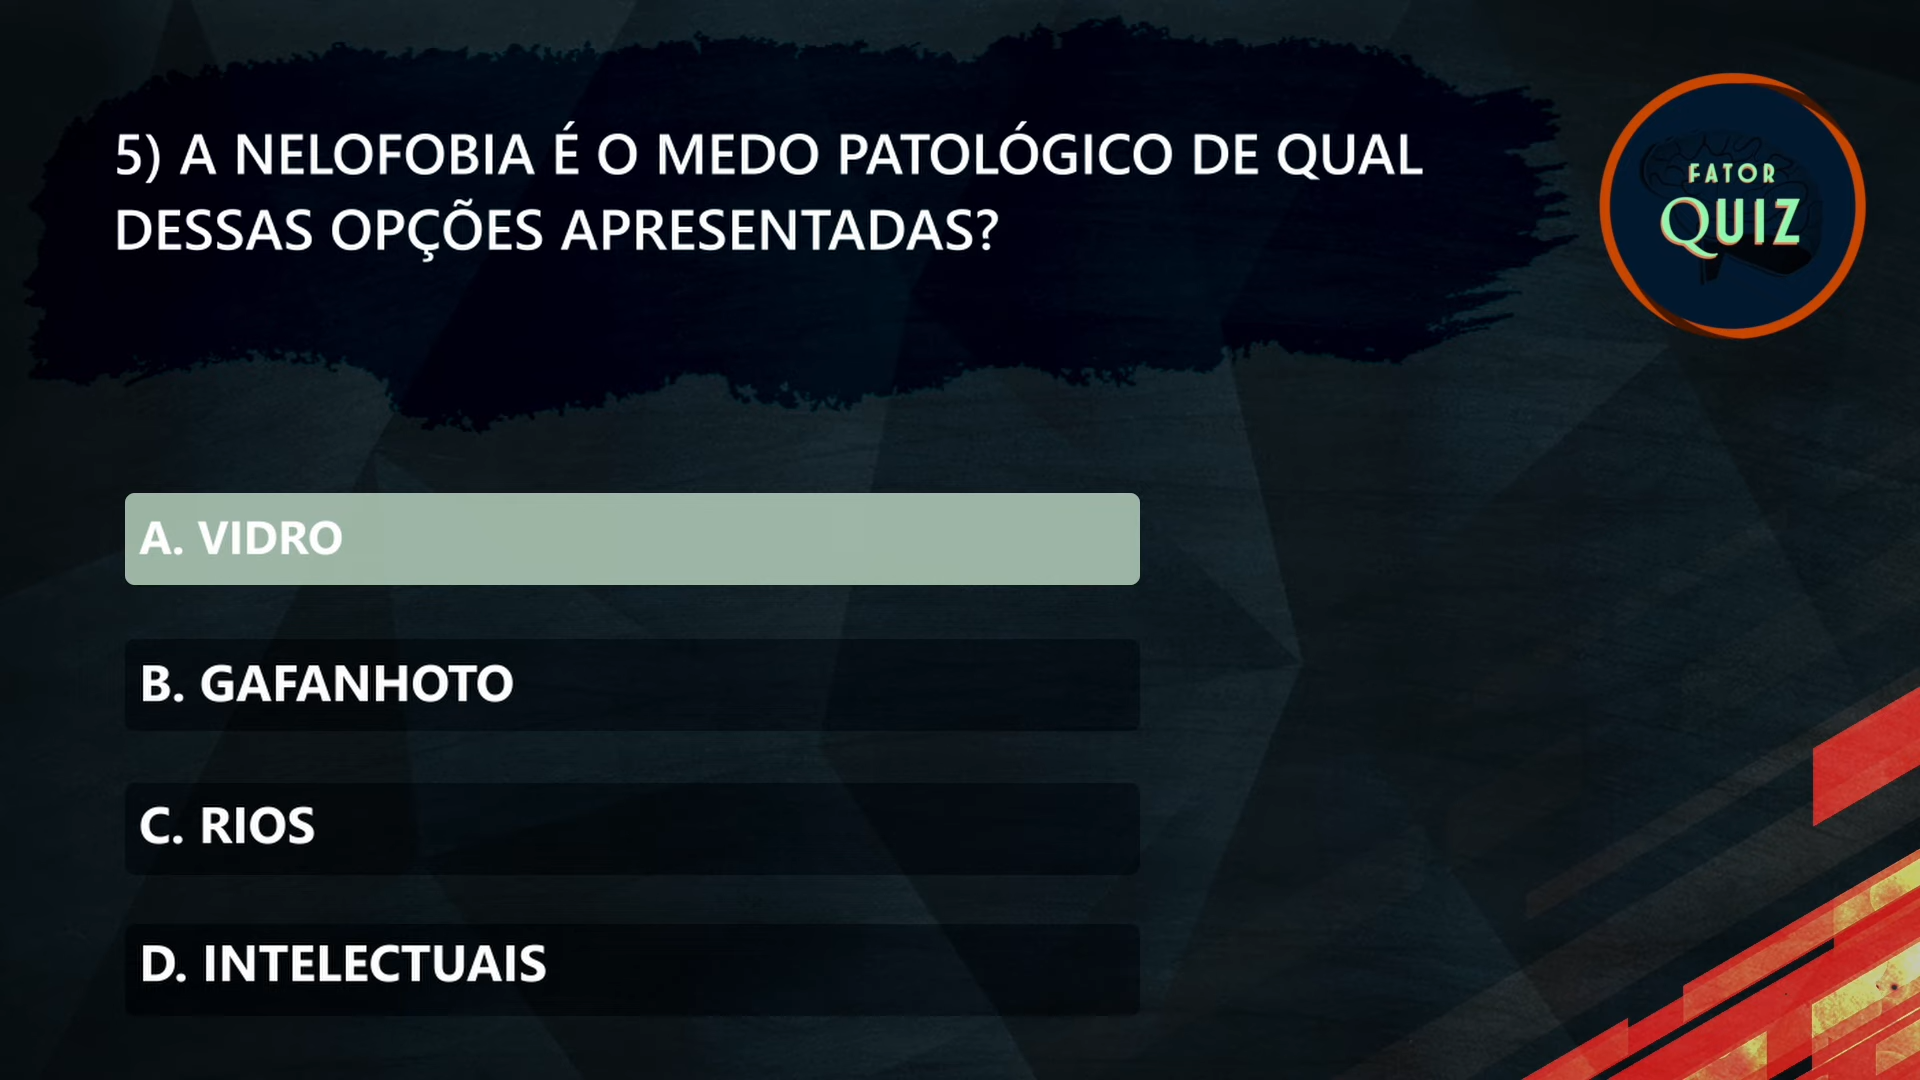 5) A NELOFOBIA É O MEDO PATOLÓGICO DE QUAL
DESSAS OPÇÕES APRESENTADAS?
FATOR
QUIZ
A. VIDRO
B. GAFANHOTO
C. RIOS
D. INTELECTUAIS